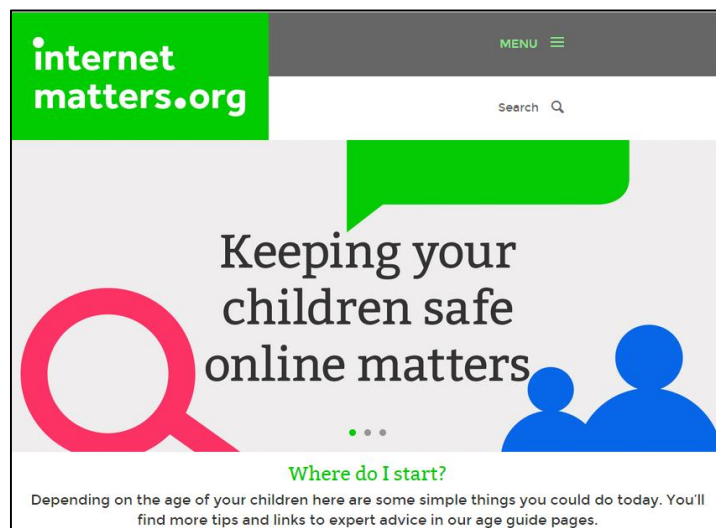 internet
matters.org
MENU
Search
Keeping your
children safe
online matters
Where do I start?
Depending on the age of your children here are some simple things you could do today. You'll
find more tips and links to expert advice in our age guide pages.